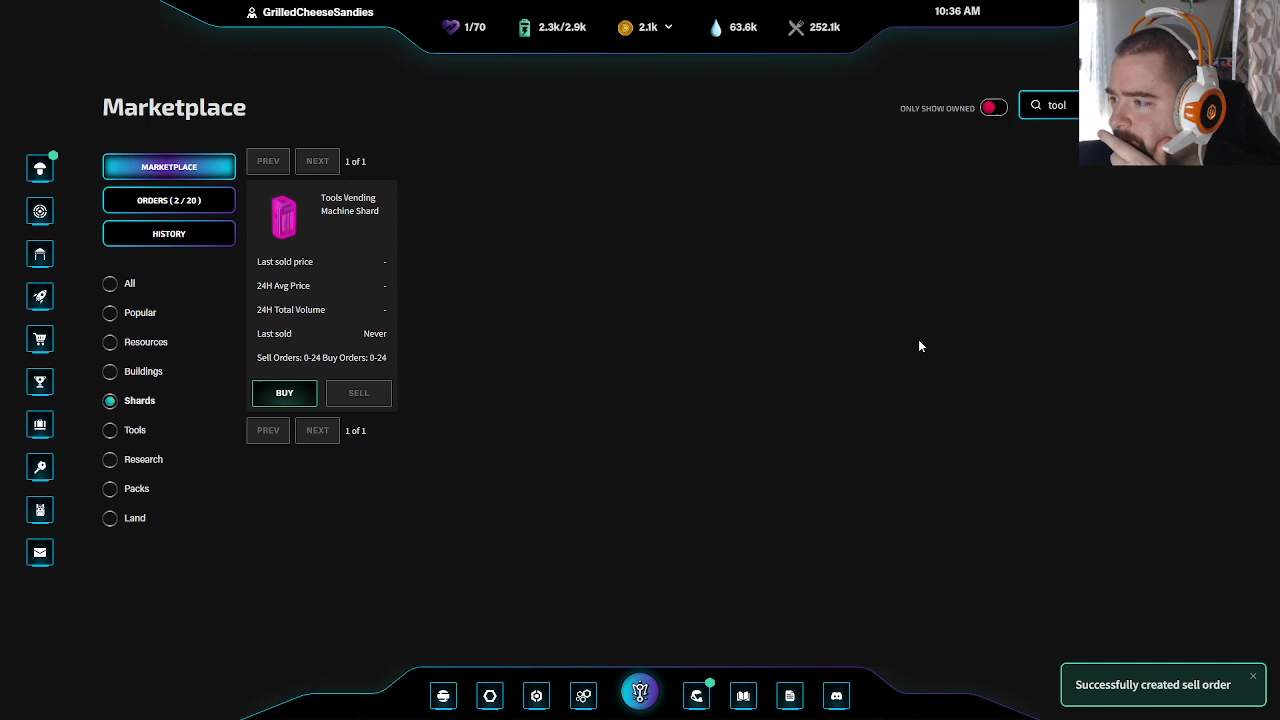 GrilledCheeseSandies
1/70
2.3k/2.9k
2.1k
63.6k
252.1k
10:36 AM
Marketplace
ONLY SHOW OWNED
tool
MARKETPLACE
ORDERS ( 2 / 20 )
HISTORY
All
Popular
Resources
Buildings
Shards
Tools
Research
Packs
Land
PREV
NEXT
1 of 1
Tools Vending
Machine Shard
Last sold price -
24H Avg Price -
24H Total Volume -
Last sold Never
Sell Orders: 0-24 Buy Orders: 0-24
BUY
SELL
PREV
NEXT
1 of 1
Successfully created sell order